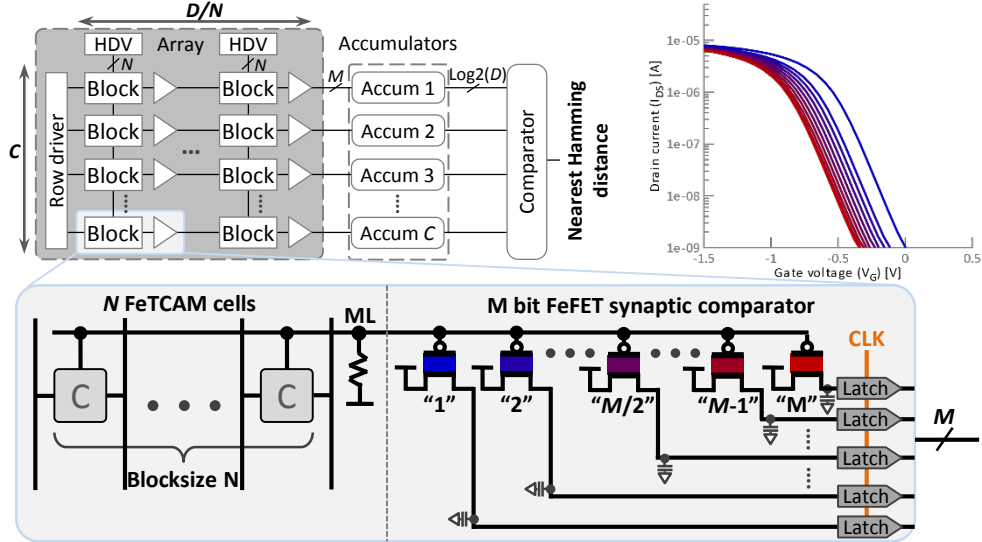 D/N
HDV
Array
HDV
Accumulators
N
N
M
Log2(D)
C
Row driver
Block
Block
Accum 1
Block
Block
Accum 2
Block
Block
Accum 3
Block
Block
Accum C
Comparator
Nearest Hamming
distance
Drain current (I_DS) [A]
1e-05
1e-06
1e-07
1e-08
1e-09
-1.5
-1
-0.5
0
0.5
Gate voltage (V_G) [V]
N FeTCAM cells
M bit FeFET synaptic comparator
ML
CLK
C
C
Blocksize N
“1”
“2”
“M/2”
“M-1”
“M”
Latch
Latch
Latch
Latch
Latch
M